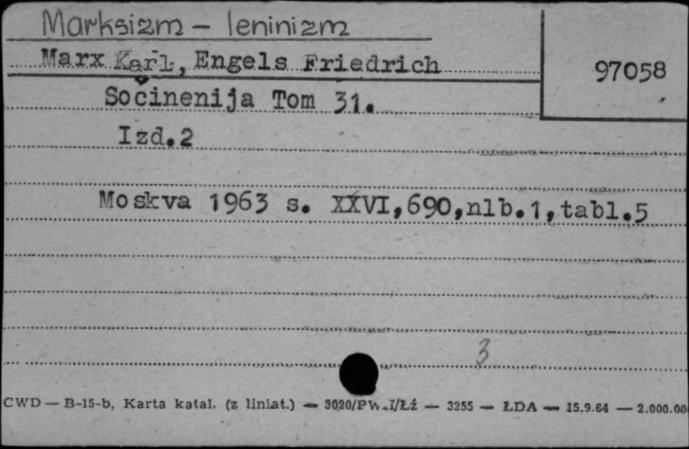 Marksizm - leninizm
Marx Karl, Engels Friedrich
97058
Sočinenija Tom 31.
Izd.2
Moskva 1963 s. XXVI,690,nlb.1,tabl.5
3
CWD — B-15-b, Karta katal. (z liniat.) — 3020/PW.I/Łź — 3255 — ŁDA — 15.9.64 — 2.000.00